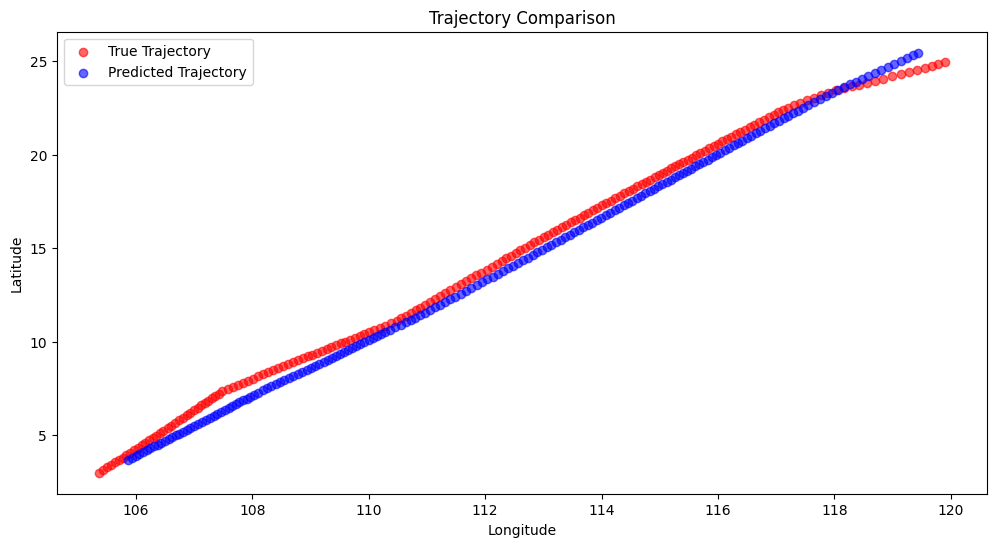 Trajectory Comparison
True Trajectory
Predicted Trajectory
25
20
15
10
5
Latitude
106 108 110 112 114 116 118 120
Longitude